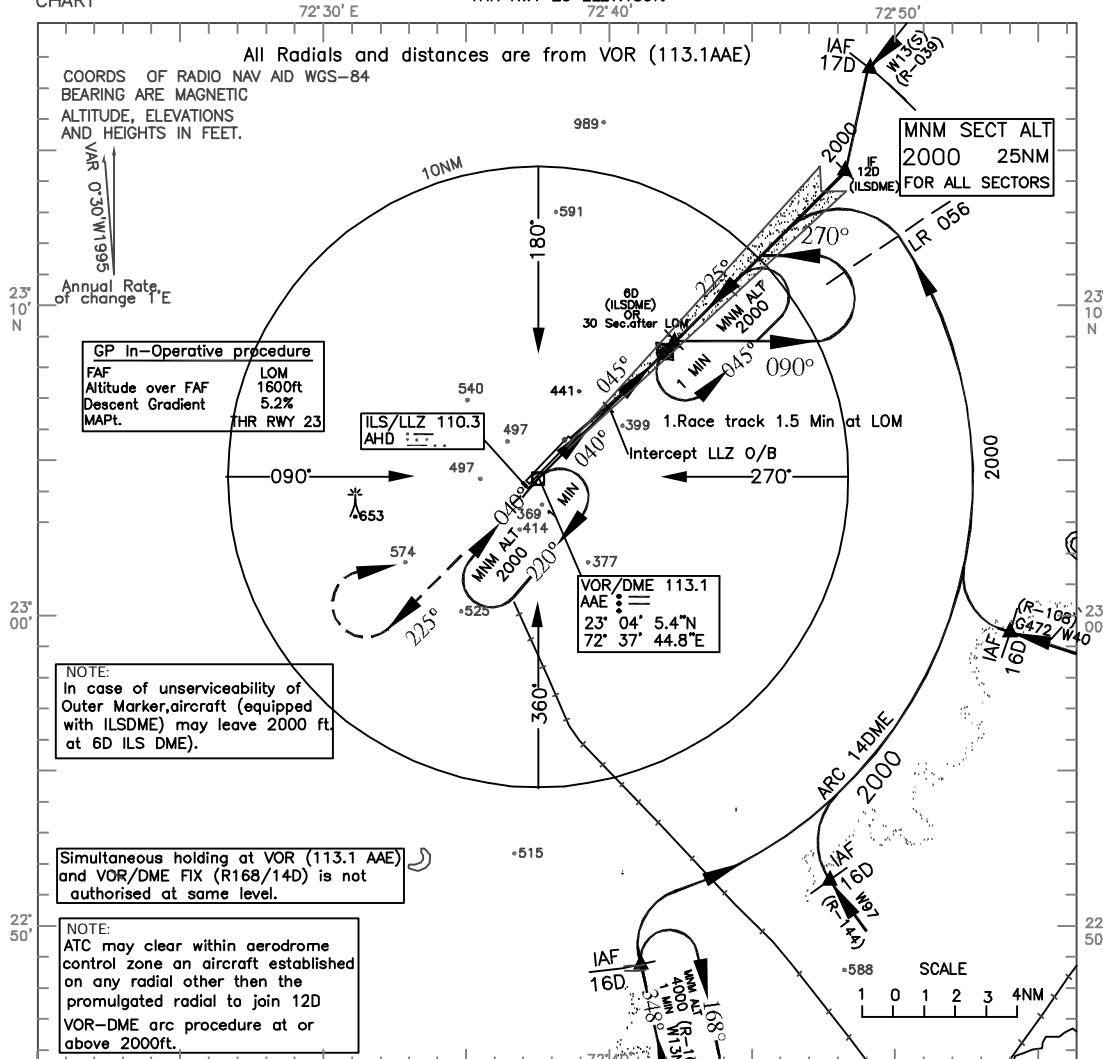 CHART
72°30' E
72°40'
72°50'
All Radials and distances are from VOR (113.1AAE)
COORDS OF RADIO NAV AID WGS-84
BEARING ARE MAGNETIC
ALTITUDE, ELEVATIONS
AND HEIGHTS IN FEET.
VAR 0°30'W1995
Annual Rate
of change 1'E
IAF
17D
W13(S)
(R-039)
MNM SECT ALT
2000 25NM
FOR ALL SECTORS
2000
IF
12D
(ILSDME)
989
10NM
591
180°
270°
LR 056
225°
23°
10'
N
23°
10'
N
6D
(ILSDME)
OR
30 Sec.after LOM
MNM ALT
2000
1 MIN
045°
090°
045°
GP In-Operative procedure
FAF LOM
Altitude over FAF 1600ft
Descent Gradient 5.2%
MAPt. THR RWY 23
540
441
399
1.Race track 1.5 Min at LOM
ILS/LLZ 110.3
AHD
497
040°
Intercept LLZ O/B
497
090°
270°
2000
653
040°
369
414
1 MIN
MNM ALT
2000
220°
574
377
525
225°
VOR/DME 113.1
AAE
23° 04' 5.4"N
72° 37' 44.8"E
23°
00'
23°
00'
(R-108)
G472/W40
IAF
16D
360°
NOTE:
In case of unserviceability of
Outer Marker,aircraft (equipped
with ILSDME) may leave 2000 ft.
at 6D ILS DME).
ARC 14DME
2000
515
Simultaneous holding at VOR (113.1 AAE)
and VOR/DME FIX (R168/14D) is not
authorised at same level.
IAF
16D
W97
(R-144)
22°
50'
22°
50'
NOTE:
ATC may clear within aerodrome
control zone an aircraft established
on any radial other then the
promulgated radial to join 12D
VOR-DME arc procedure at or
above 2000ft.
IAF
16D
MNM ALT
4000
1 MIN
348°
168°
588
SCALE
1 0 1 2 3 4NM